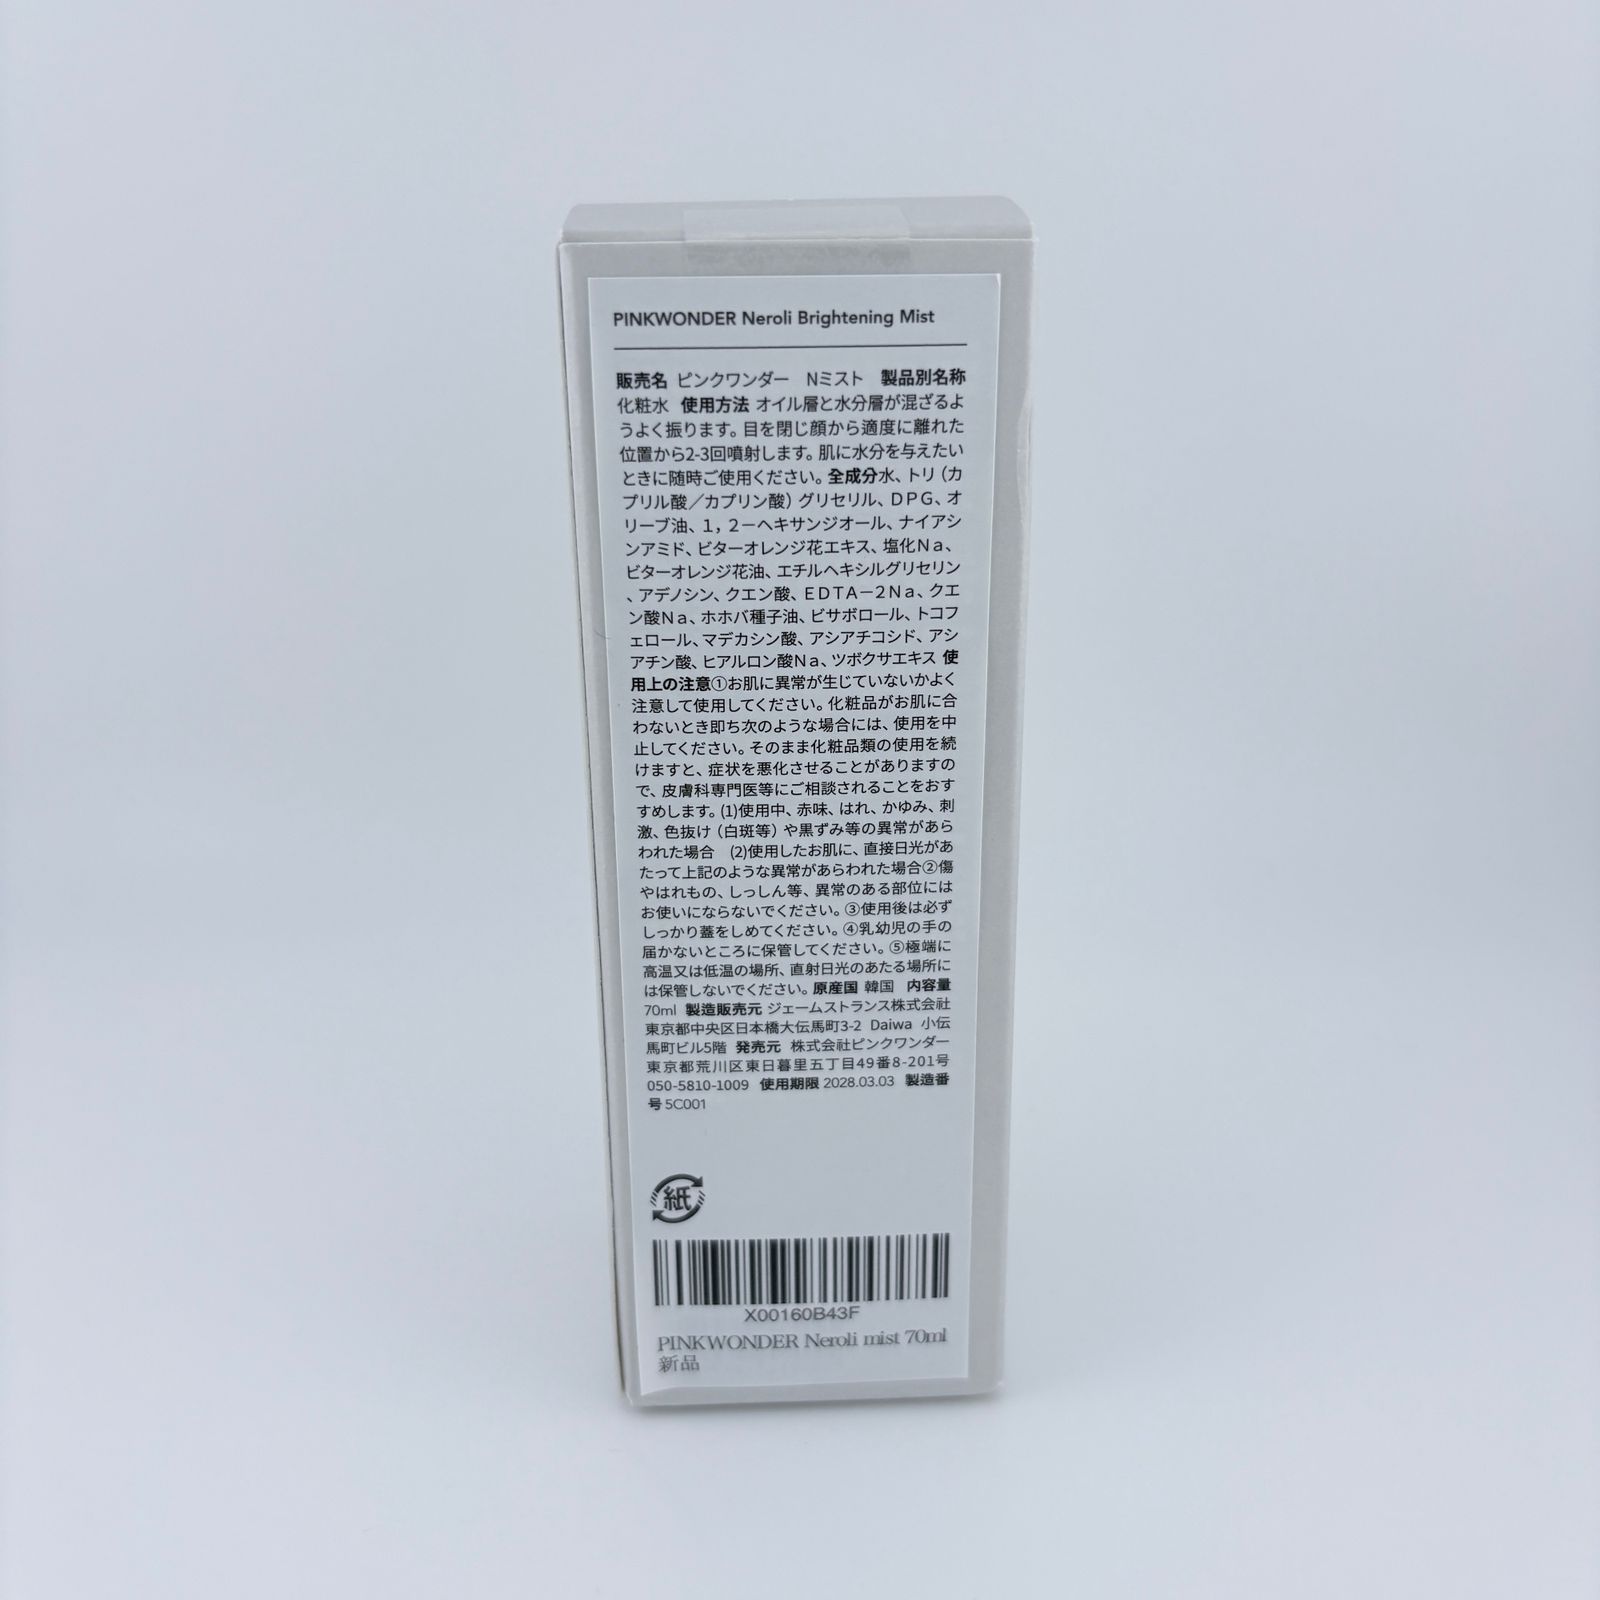 PINKWONDER Neroli Brightening Mist
販売名 ピンクワンダー　Nミスト　製品別名称
化粧水 使用方法 オイル層と水分層が混ざるよ
うよく振ります。目を閉じ顔から適度に離れた
位置から2-3回噴射します。肌に水分を与えたい
ときに随時ご使用ください。全成分水、トリ（カ
プリル酸／カプリン酸）グリセリル、ＤＰＧ、オ
リーブ油、１，２－ヘキサンジオール、ナイアシ
ンアミド、ビターオレンジ花エキス、塩化Ｎａ、
ビターオレンジ花油、エチルヘキシルグリセリン
、アデノシン、クエン酸、ＥＤＴＡ－２Ｎａ、クエ
ン酸Ｎａ、ホホバ種子油、ビサボロール、トコフ
ェロール、マデカシン酸、アシアチコシド、アシ
アチン酸、ヒアルロン酸Ｎａ、ツボクサエキス 使
用上の注意①お肌に異常が生じていないかよく
注意して使用してください。化粧品がお肌に合
わないとき即ち次のような場合には、使用を中
止してください。そのまま化粧品類の使用を続
けますと、症状を悪化させることがありますの
で、皮膚科専門医等にご相談されることをおす
すめします。(1)使用中、赤味、はれ、かゆみ、刺
激、色抜け（白斑等）や黒ずみ等の異常があら
われた場合　(2)使用したお肌に、直接日光があ
たって上記のような異常があらわれた場合②傷
やはれもの、しっしん等、異常のある部位には
お使いにならないでください。③使用後は必ず
しっかり蓋をしめてください。④乳幼児の手の
届かないところに保管してください。⑤極端に
高温又は低温の場所、直射日光のあたる場所に
は保管しないでください。原産国 韓国　内容量
70ml 製造販売元 ジェームストランス株式会社
東京都中央区日本橋大伝馬町3-2 Daiwa 小伝
馬町ビル5階 発売元 株式会社ピンクワンダー
東京都荒川区東日暮里五丁目49番8-201号
050-5810-1009 使用期限 2028.03.03 製造番
号 5C001
紙
X00160B43F
PINKWONDER Neroli mist 70ml
新品